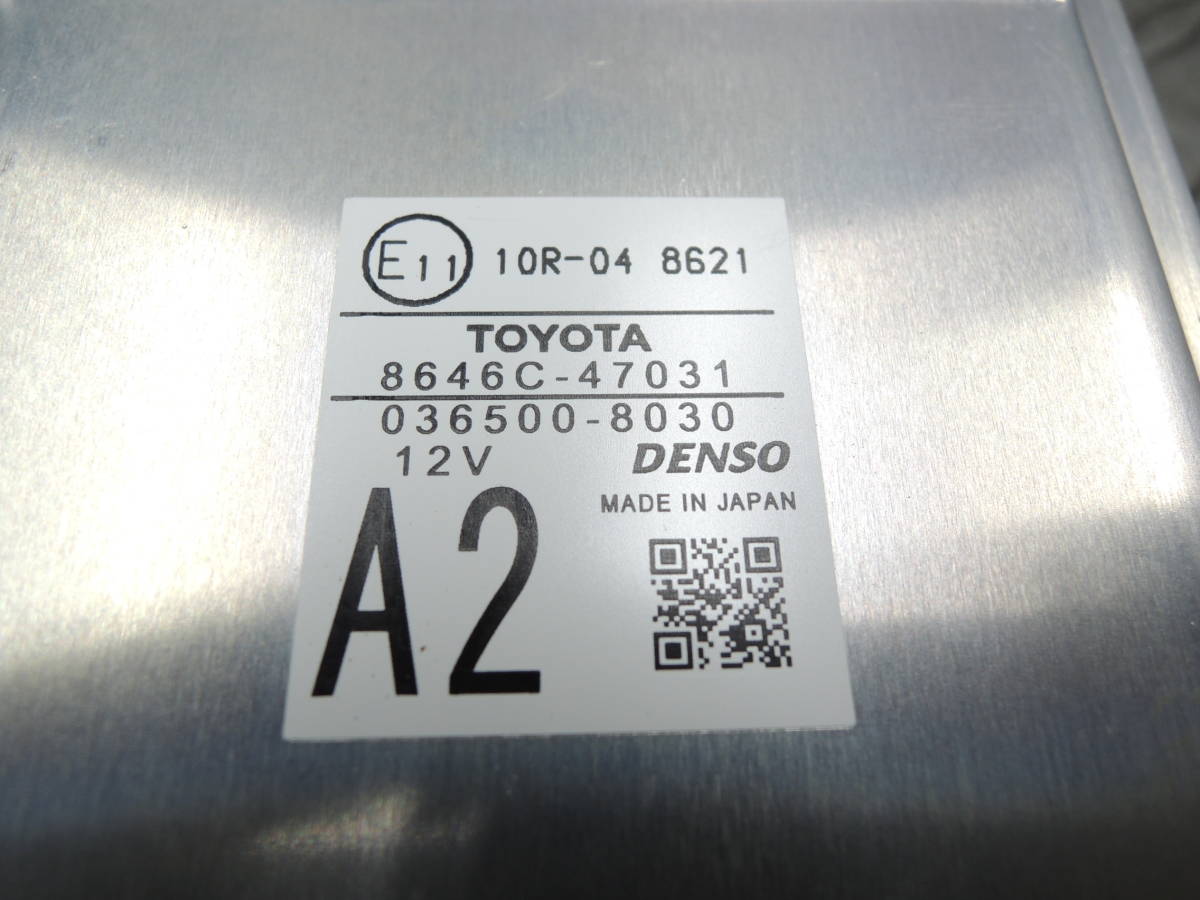 E11 10R-04 8621
TOYOTA
8646C-47031
036500-8030
12V DENSO
MADE IN JAPAN
A2